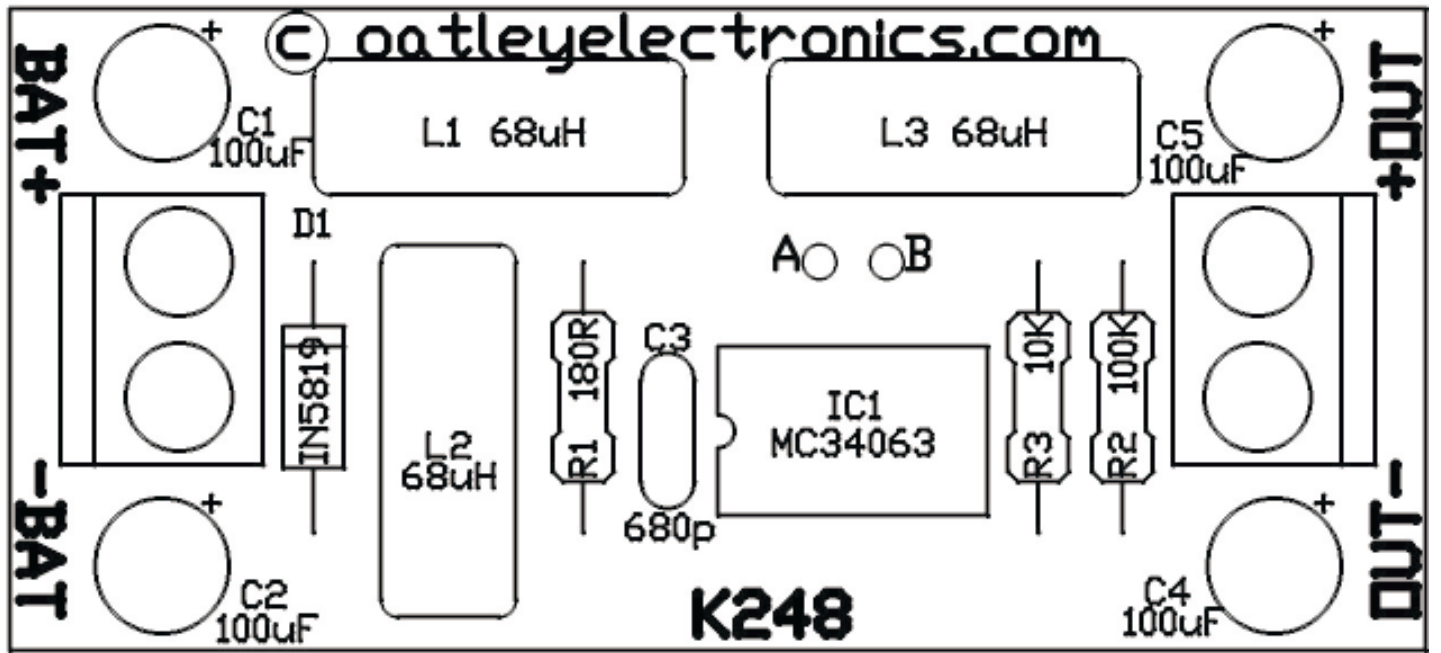 c oatleyelectronics.com
BAT+
+
C1
100uF
L1 68uH
L3 68uH
C5
100uF
+
+OUT
D1
IN5819
L2
68uH
180R
R1
C3
680p
A B
IC1
MC34063
10K
R3
100K
R2
-BAT
+
C2
100uF
K248
C4
100uF
+
OUT-